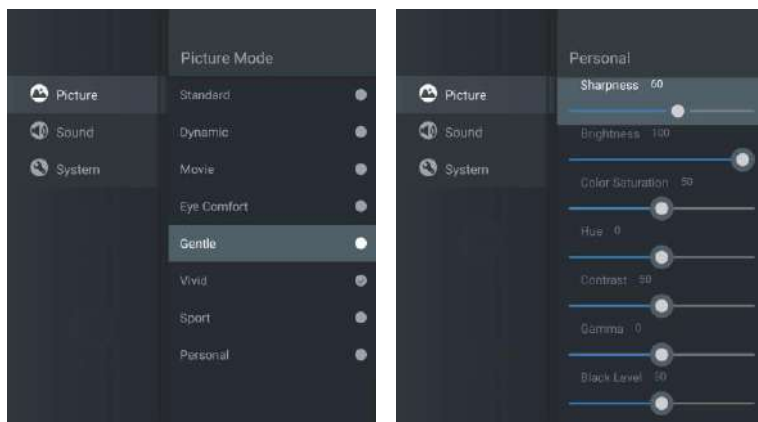 Picture Mode
Picture
Standard
Dynamic
Sound
Movie
System
Eye Comfort
Gentle
Vivid
Sport
Personal
Personal
Sharpness 60
Picture
Sound
Brightness 100
System
Color Saturation 50
Hue 0
Contrast 50
Gamma 0
Black Level 50